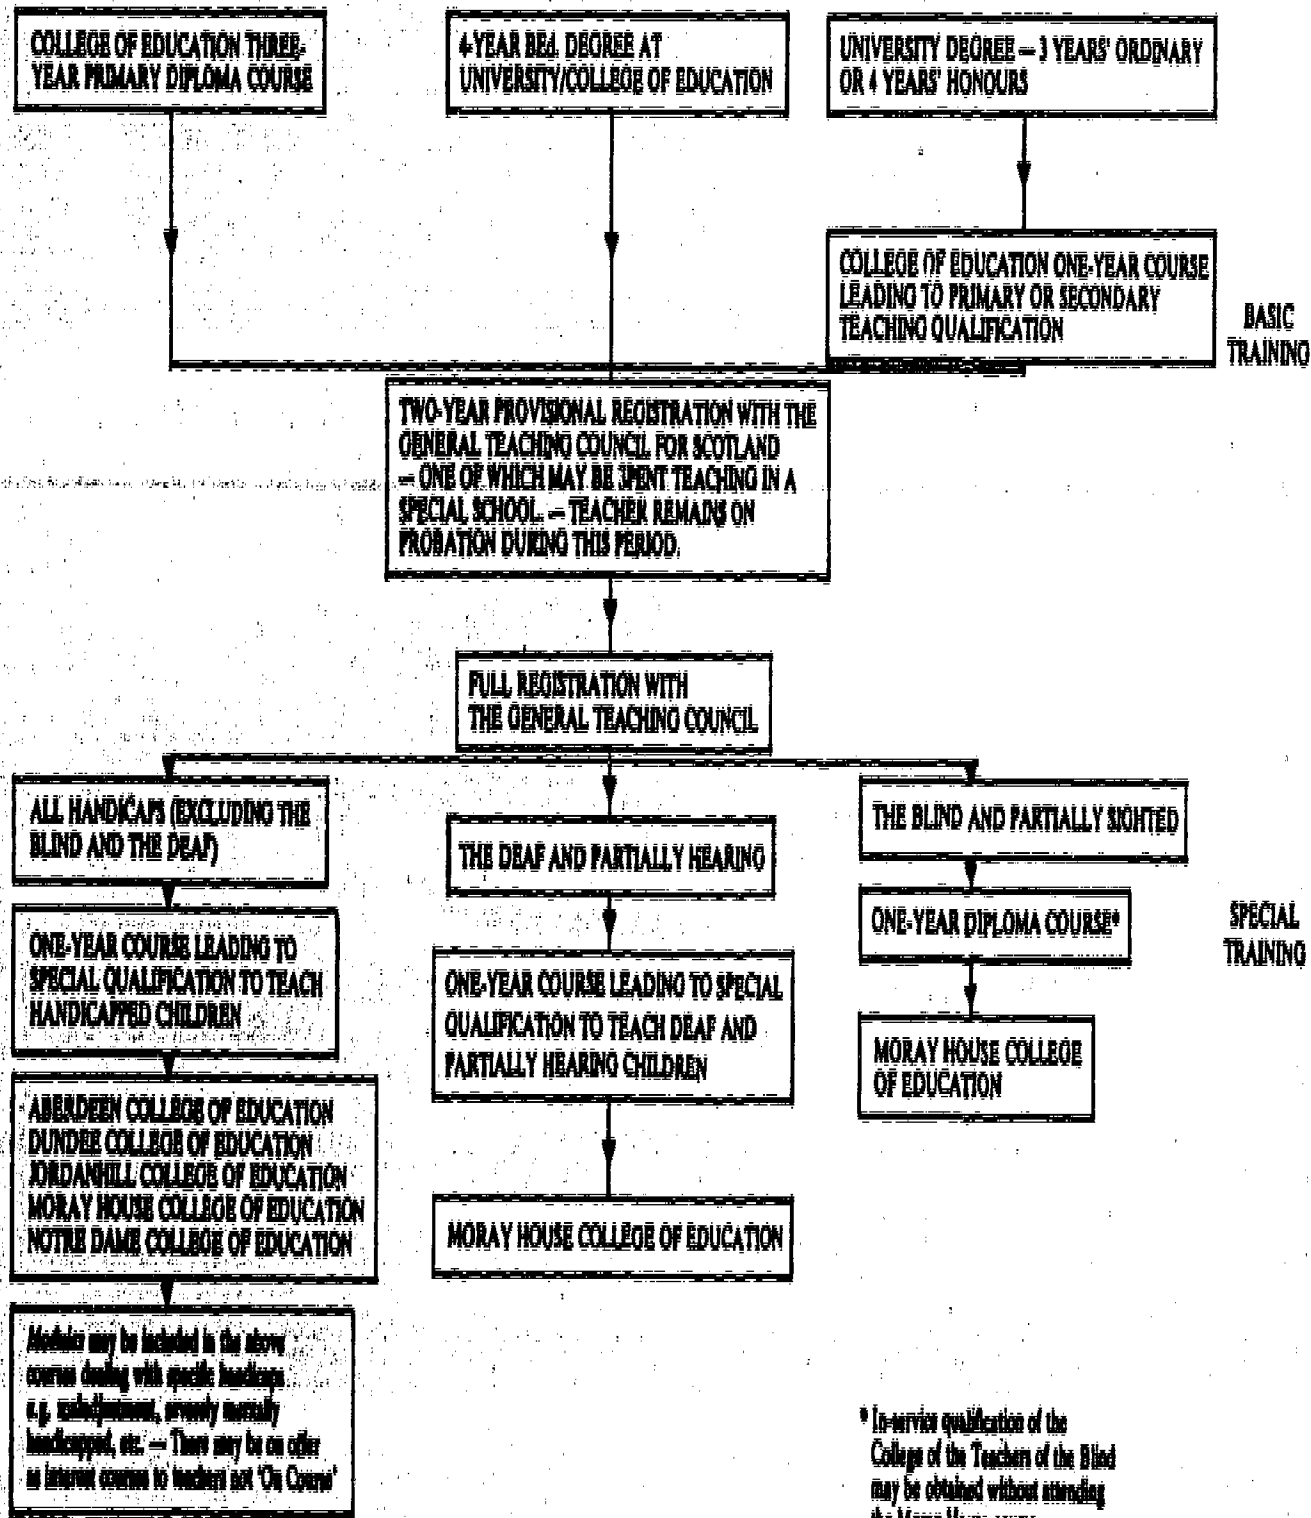 COLLEGE OF EDUCATION THREE-
YEAR PRIMARY DIPLOMA COURSE
4-YEAR BEd. DEGREE AT
UNIVERSITY/COLLEGE OF EDUCATION
UNIVERSITY DEGREE — 3 YEARS' ORDINARY
OR 4 YEARS' HONOURS
COLLEGE OF EDUCATION ONE-YEAR COURSE
LEADING TO PRIMARY OR SECONDARY
TEACHING QUALIFICATION
BASIC
TRAINING
TWO-YEAR PROVISIONAL REGISTRATION WITH THE
GENERAL TEACHING COUNCIL FOR SCOTLAND
— ONE OF WHICH MAY BE SPENT TEACHING IN A
SPECIAL SCHOOL. — TEACHER REMAINS ON
PROBATION DURING THIS PERIOD.
FULL REGISTRATION WITH
THE GENERAL TEACHING COUNCIL
ALL HANDICAPS (EXCLUDING THE
BLIND AND THE DEAF)
ONE-YEAR COURSE LEADING TO
SPECIAL QUALIFICATION TO TEACH
HANDICAPPED CHILDREN
ABERDEEN COLLEGE OF EDUCATION
DUNDEE COLLEGE OF EDUCATION
JORDANHILL COLLEGE OF EDUCATION
MORAY HOUSE COLLEGE OF EDUCATION
NOTRE DAME COLLEGE OF EDUCATION
Modules may be included in the above
courses dealing with specific handicaps
e.g. maladjustment, severely mentally
handicapped, etc. — These may be on offer
as interest courses to teachers not 'On Course'
THE DEAF AND PARTIALLY HEARING
ONE-YEAR COURSE LEADING TO SPECIAL
QUALIFICATION TO TEACH DEAF AND
PARTIALLY HEARING CHILDREN
MORAY HOUSE COLLEGE OF EDUCATION
THE BLIND AND PARTIALLY SIGHTED
ONE-YEAR DIPLOMA COURSE*
MORAY HOUSE COLLEGE
OF EDUCATION
SPECIAL
TRAINING
* In-service qualification of the
College of the Teachers of the Blind
may be obtained without attending
the Moray House